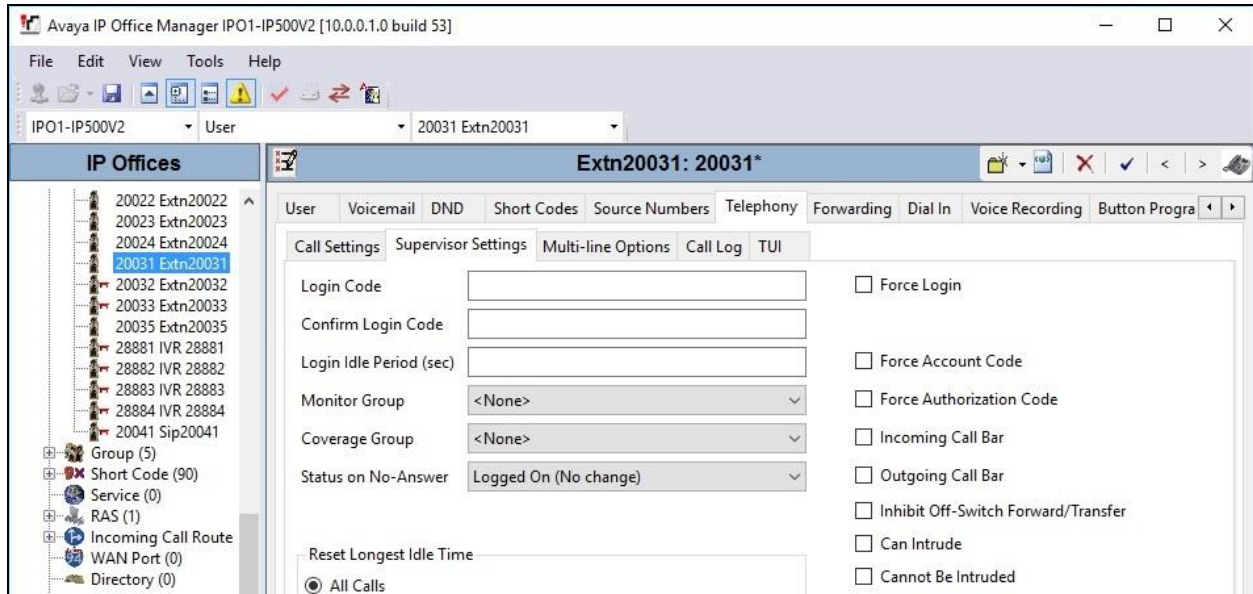 Avaya IP Office Manager IPO1-IP500V2 [10.0.0.1.0 build 53]
File Edit View Tools Help
IPO1-IP500V2 User 20031 Extn20031
IP Offices
Extn20031: 20031*
20022 Extn20022
20023 Extn20023
20024 Extn20024
20031 Extn20031
20032 Extn20032
20033 Extn20033
20035 Extn20035
28881 IVR 28881
28882 IVR 28882
28883 IVR 28883
28884 IVR 28884
20041 Sip20041
Group (5)
Short Code (90)
Service (0)
RAS (1)
Incoming Call Route
WAN Port (0)
Directory (0)
User Voicemail DND Short Codes Source Numbers Telephony Forwarding Dial In Voice Recording Button Progra
Call Settings Supervisor Settings Multi-line Options Call Log TUI
Login Code
Confirm Login Code
Login Idle Period (sec)
Monitor Group <None>
Coverage Group <None>
Status on No-Answer Logged On (No change)
Reset Longest Idle Time
All Calls
Force Login
Force Account Code
Force Authorization Code
Incoming Call Bar
Outgoing Call Bar
Inhibit Off-Switch Forward/Transfer
Can Intrude
Cannot Be Intruded